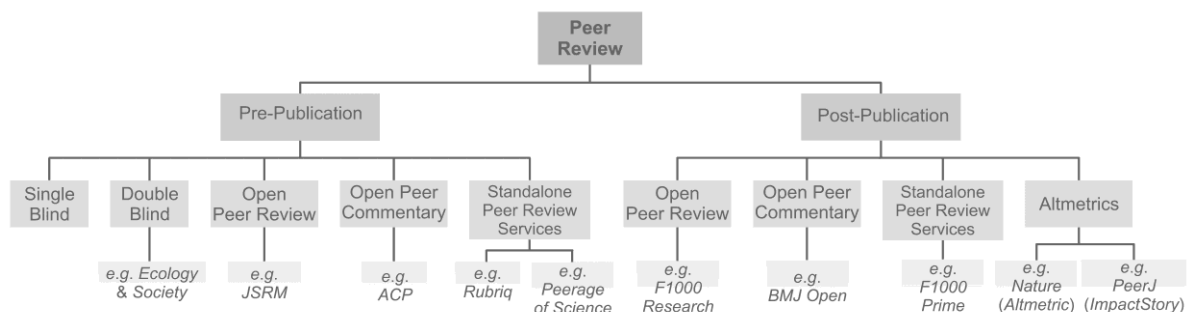 Peer
Review
Pre-Publication
Post-Publication
Single
Blind
Double
Blind
Open
Peer Review
Open Peer
Commentary
Standalone
Peer Review
Services
Open
Peer Review
Open Peer
Commentary
Standalone
Peer Review
Services
Altmetrics
e.g. Ecology
& Society
e.g.
JSRM
e.g.
ACP
e.g.
Rubriq
e.g.
Peerage
of Science
e.g.
F1000
Research
e.g.
BMJ Open
e.g.
F1000
Prime
e.g.
Nature
(Altmetric)
e.g.
PeerJ
(ImpactStory)